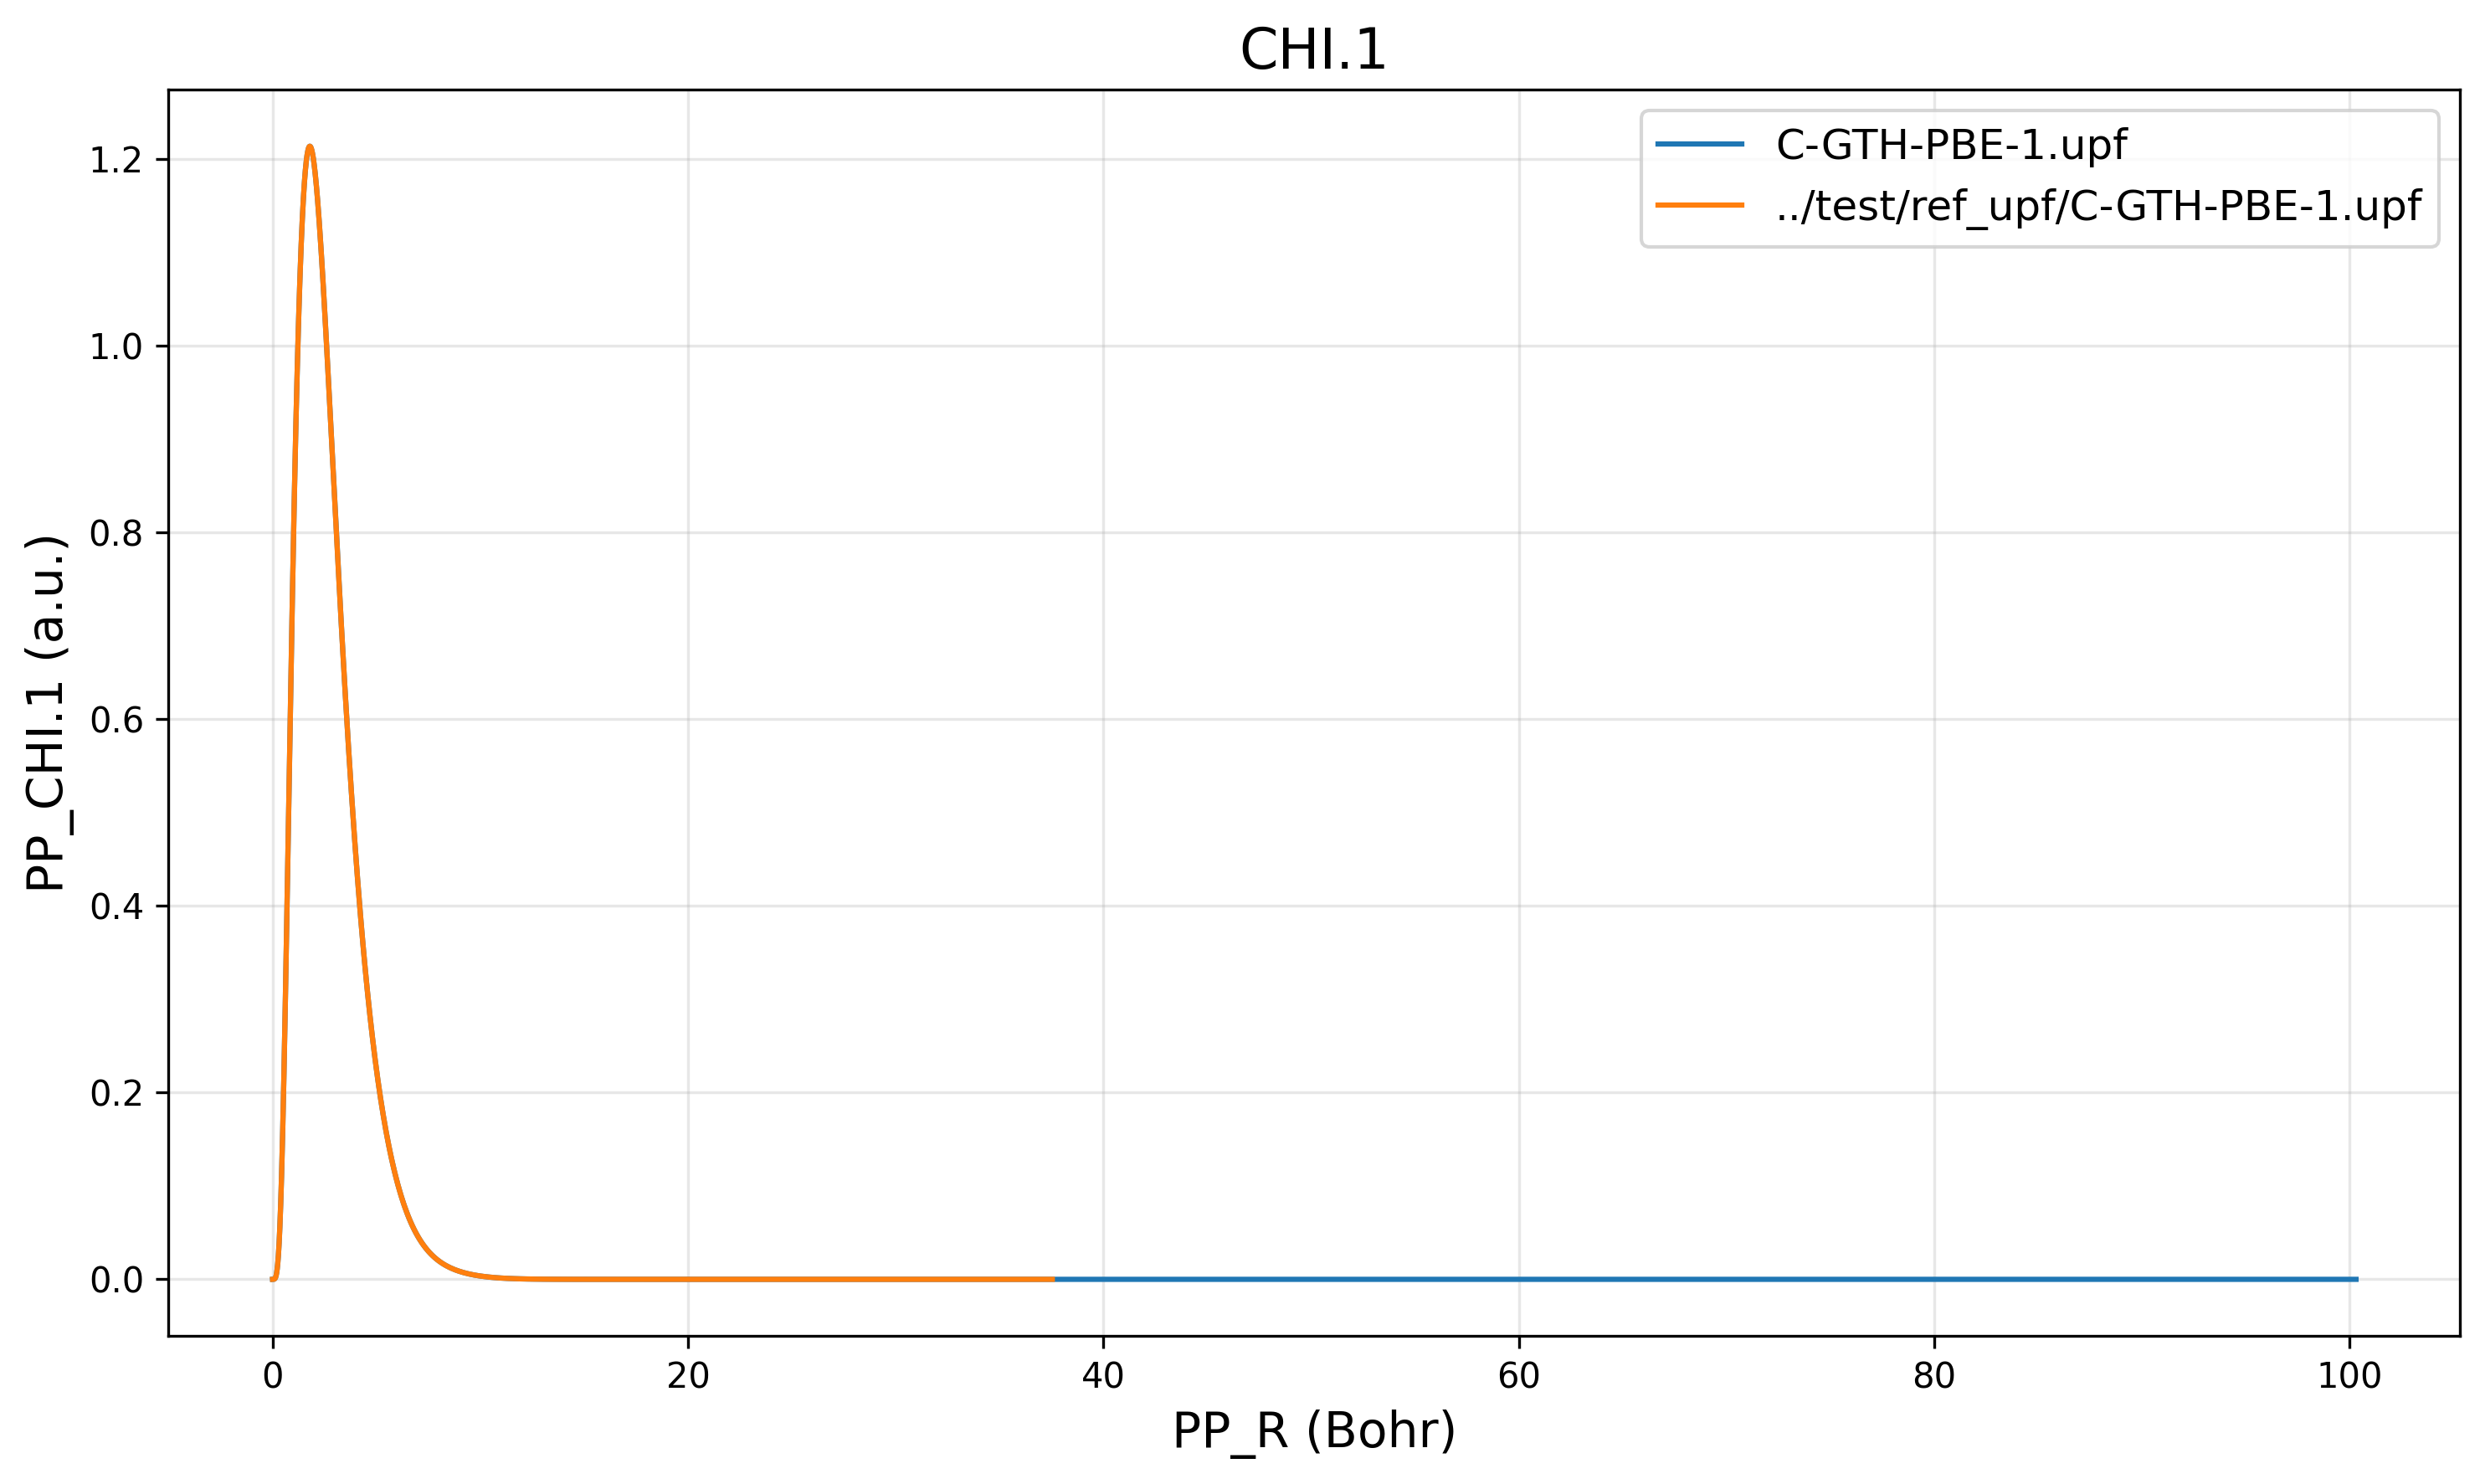 CHI.1
C-GTH-PBE-1.upf
../test/ref_upf/C-GTH-PBE-1.upf
PP_CHI.1 (a.u.)
1.2
1.0
0.8
0.6
0.4
0.2
0.0
0 20 40 60 80 100
PP_R (Bohr)